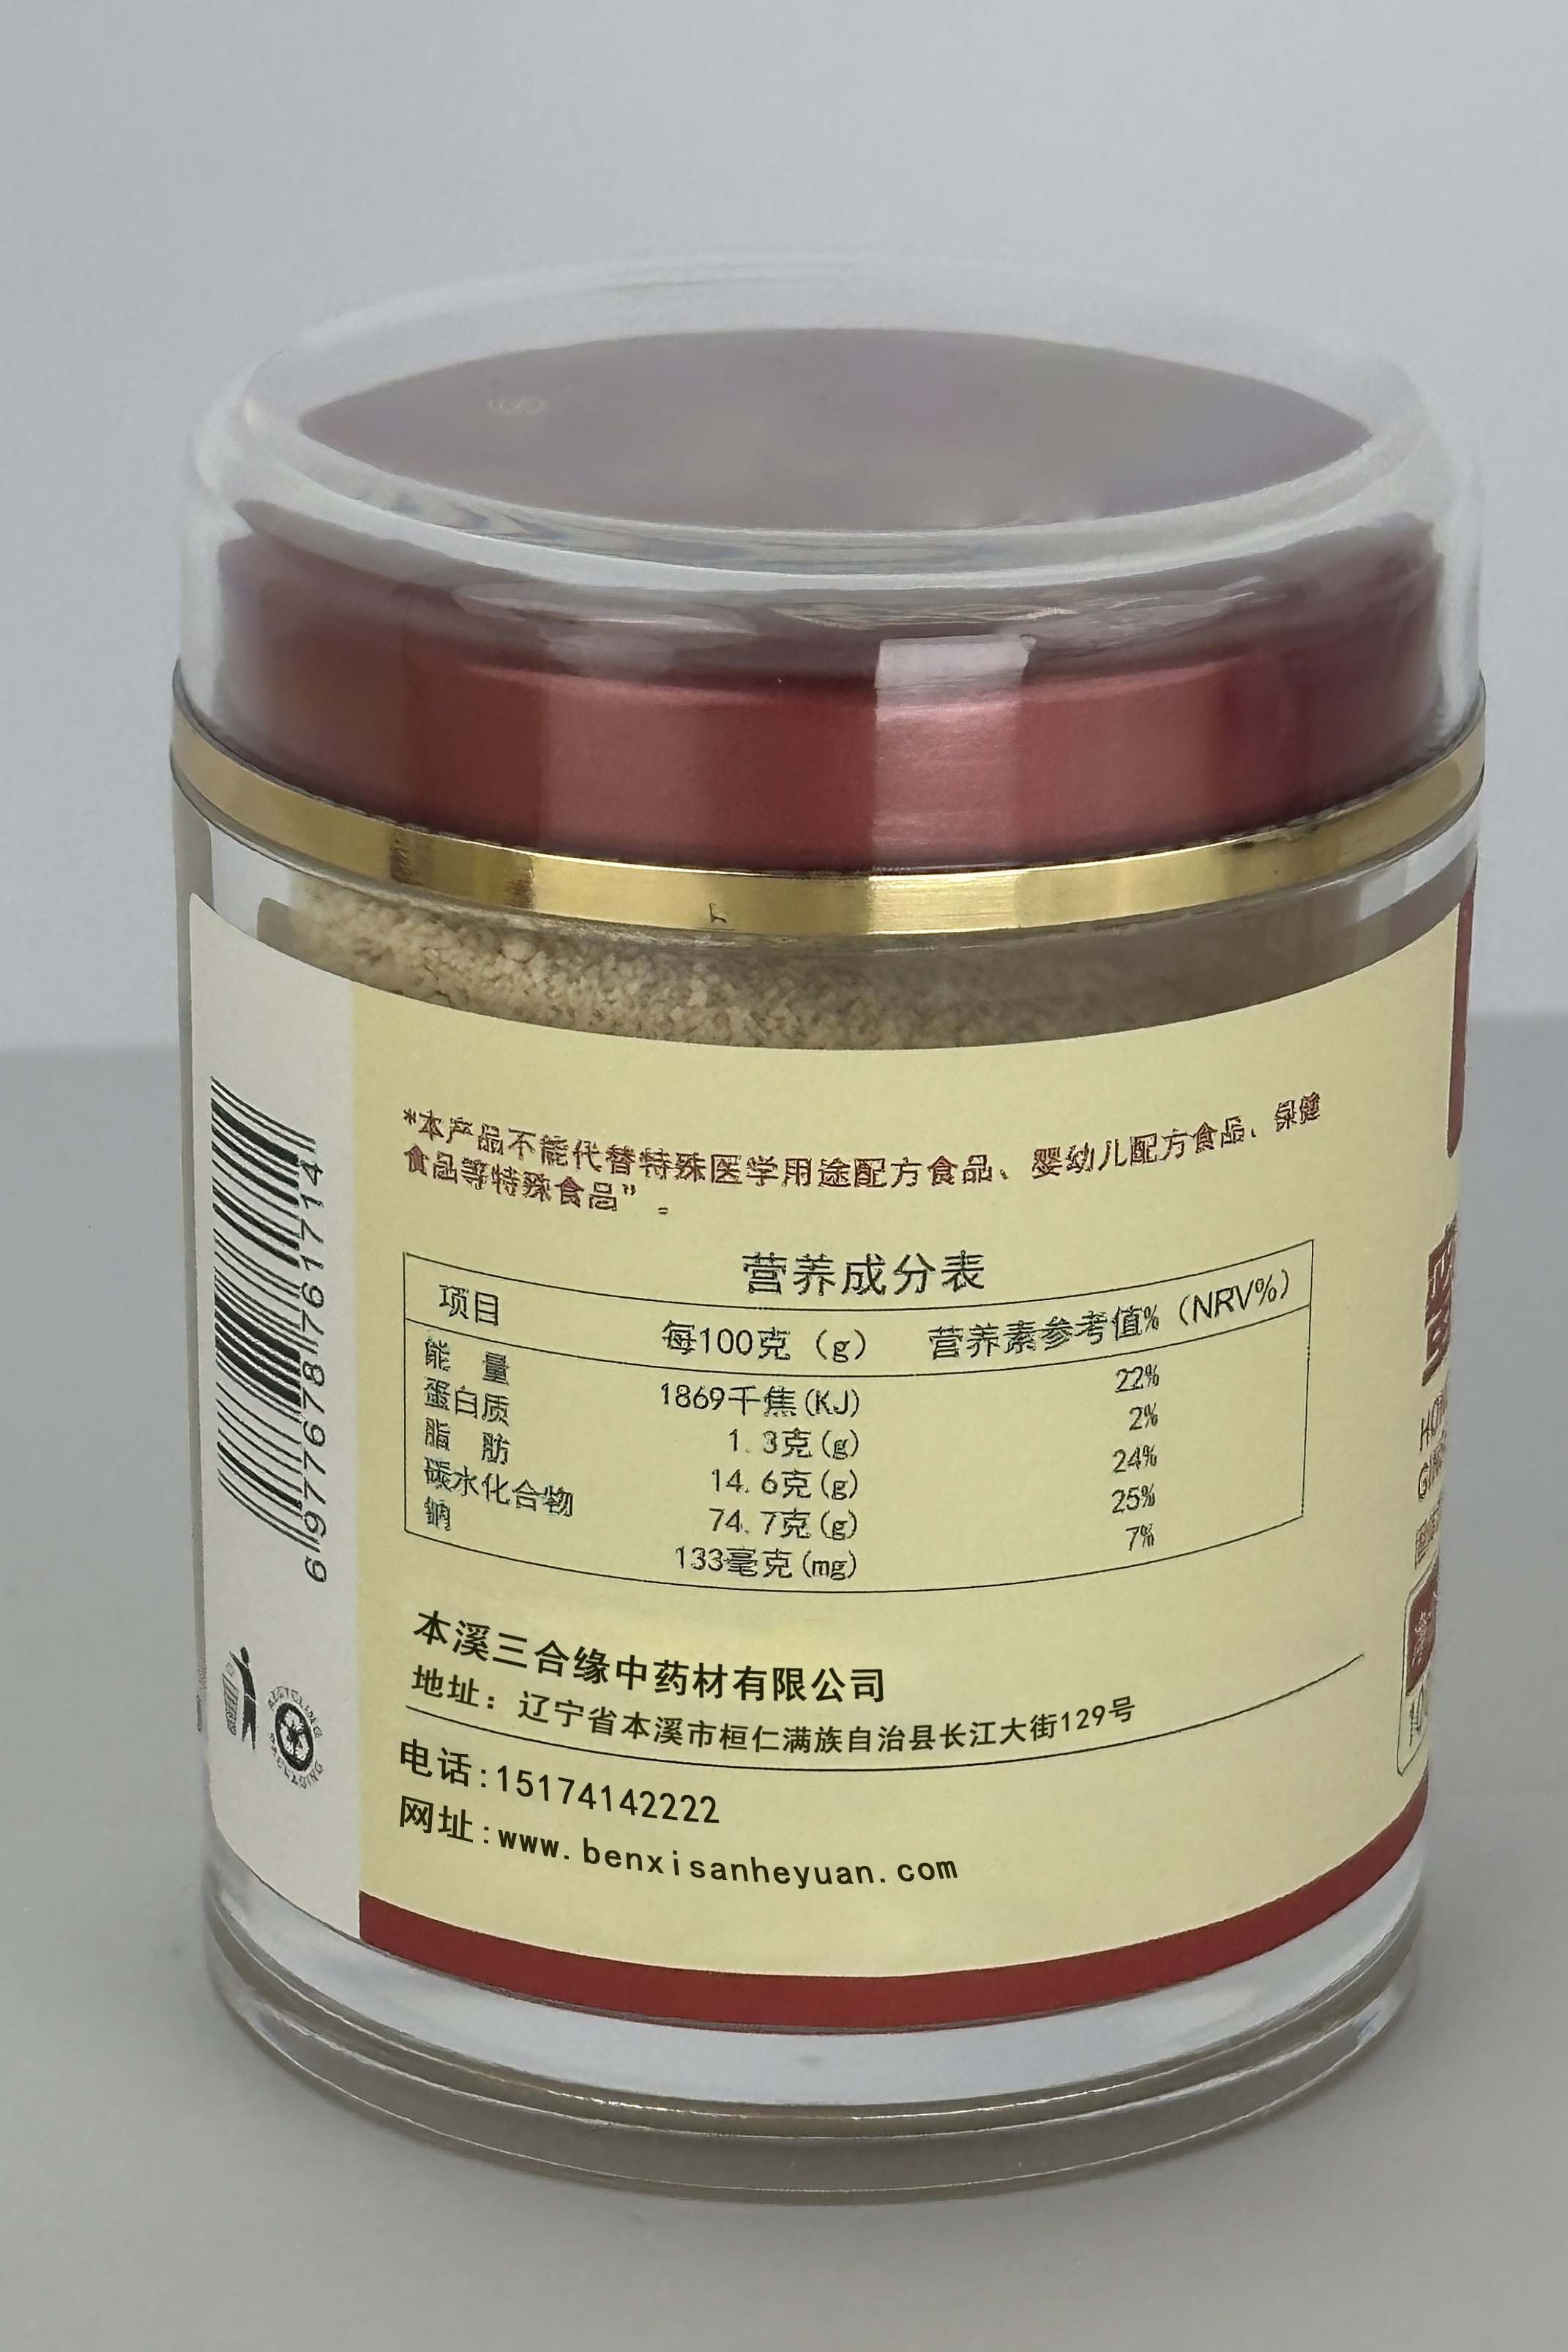 *本产品不能代替特殊医学用途配方食品、婴幼儿配方食品、保健
食品等特殊食品”。
营养成分表
项目 每100克（g） 营养素参考值%（NRV%）
能 量 1869千焦(KJ) 22%
蛋白质 1.3克(g) 2%
脂 肪 14.6克(g) 24%
碳水化合物 74.7克(g) 25%
钠 133毫克(mg) 7%
本溪三合缘中药材有限公司
地址：辽宁省本溪市桓仁满族自治县长江大街129号
电话:15174142222
网址:www.benxisanheyuan.com
6977678761714